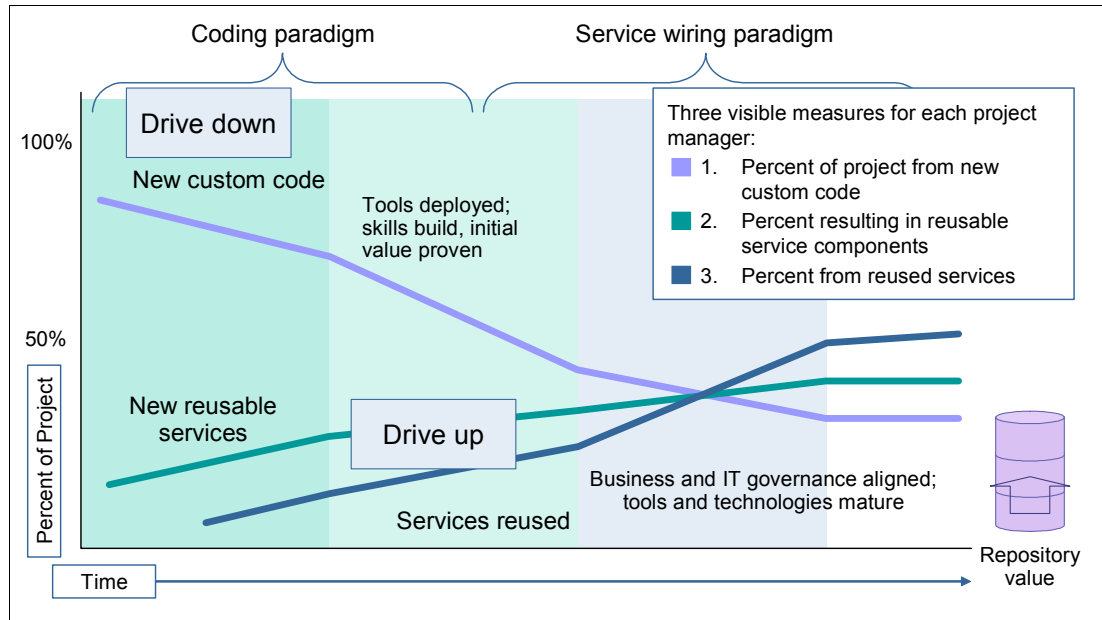 Coding paradigm
Service wiring paradigm
Drive down
100%
New custom code
Tools deployed;
skills build, initial
value proven
Three visible measures for each project
manager:
1. Percent of project from new
custom code
2. Percent resulting in reusable
service components
3. Percent from reused services
50%
Percent of Project
New reusable
services
Drive up
Services reused
Business and IT governance aligned;
tools and technologies mature
Repository
value
Time